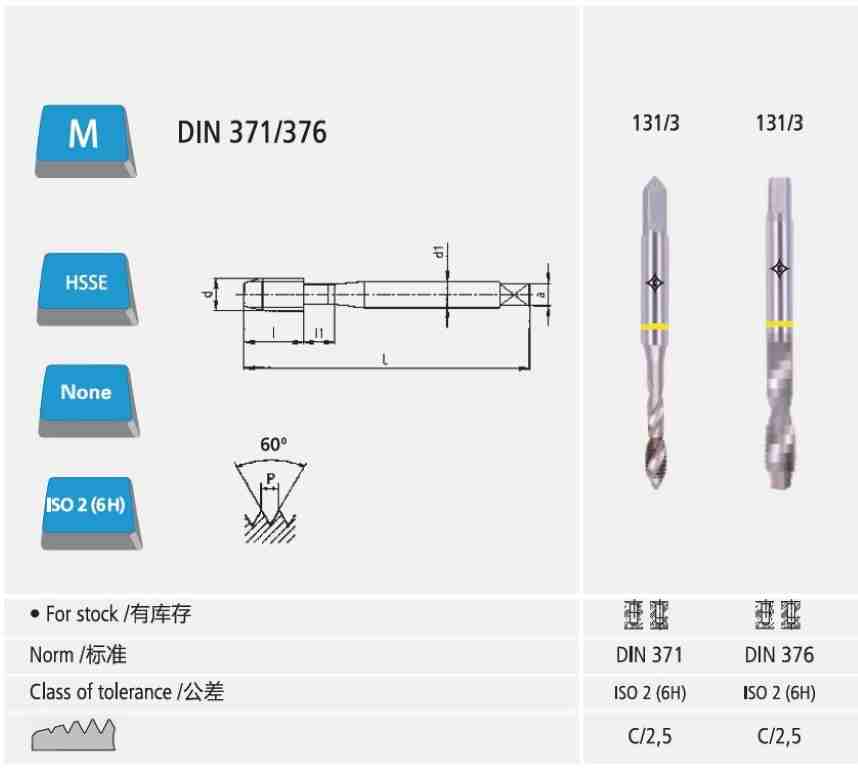 M
DIN 371/376
131/3
131/3
HSSE
d1
d
a
l
l1
L
None
60°
P
ISO 2 (6H)
• For stock /有库存
Norm /标准
DIN 371
DIN 376
Class of tolerance /公差
ISO 2 (6H)
ISO 2 (6H)
C/2,5
C/2,5